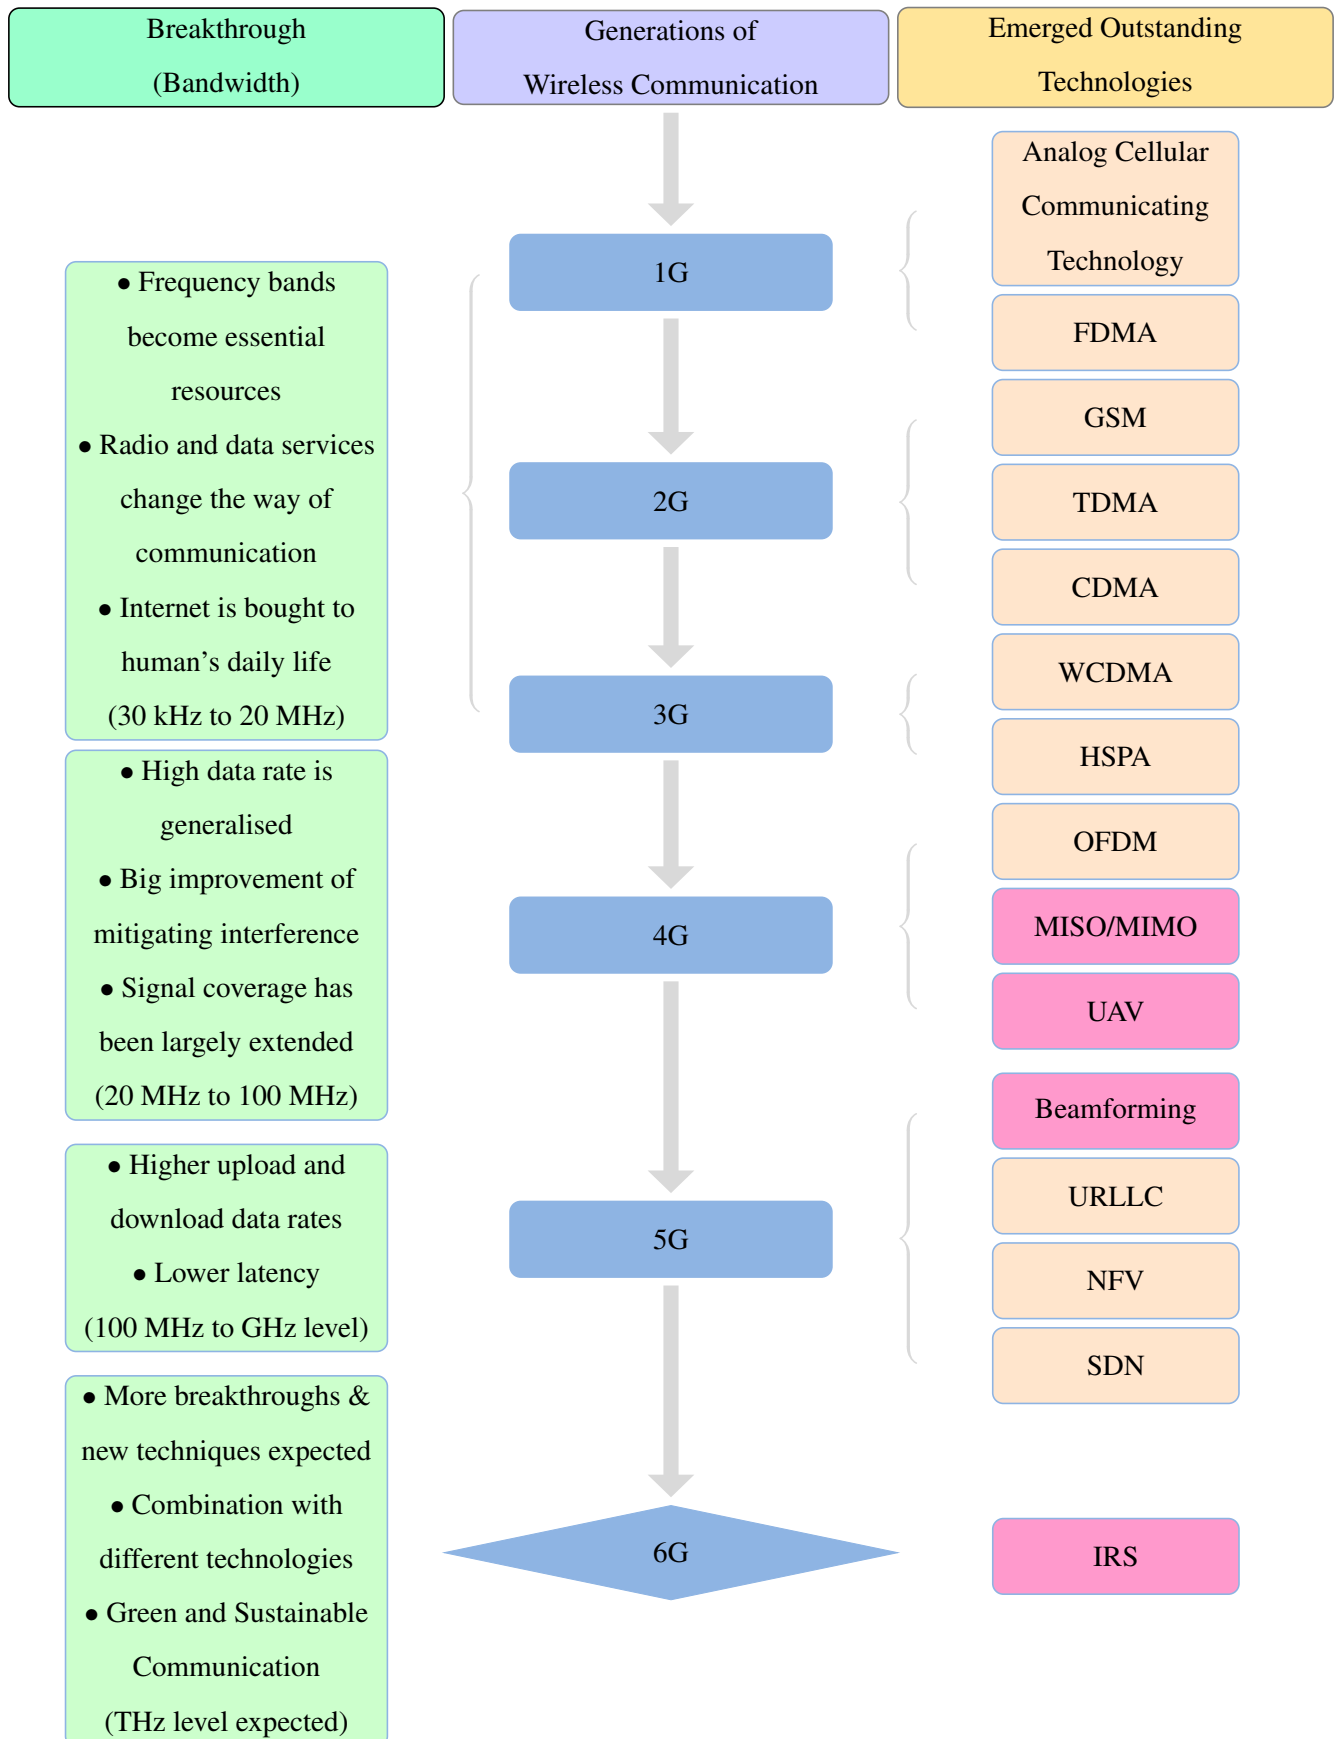 Breakthrough
(Bandwidth)
Generations of
Wireless Communication
Emerged Outstanding
Technologies
● Frequency bands
become essential
resources
● Radio and data services
change the way of
communication
● Internet is bought to
human's daily life
(30 kHz to 20 MHz)
● High data rate is
generalised
● Big improvement of
mitigating interference
● Signal coverage has
been largely extended
(20 MHz to 100 MHz)
● Higher upload and
download data rates
● Lower latency
(100 MHz to GHz level)
● More breakthroughs &
new techniques expected
● Combination with
different technologies
● Green and Sustainable
Communication
(THz level expected)
1G
2G
3G
4G
5G
6G
Analog Cellular
Communicating
Technology
FDMA
GSM
TDMA
CDMA
WCDMA
HSPA
OFDM
MISO/MIMO
UAV
Beamforming
URLLC
NFV
SDN
IRS